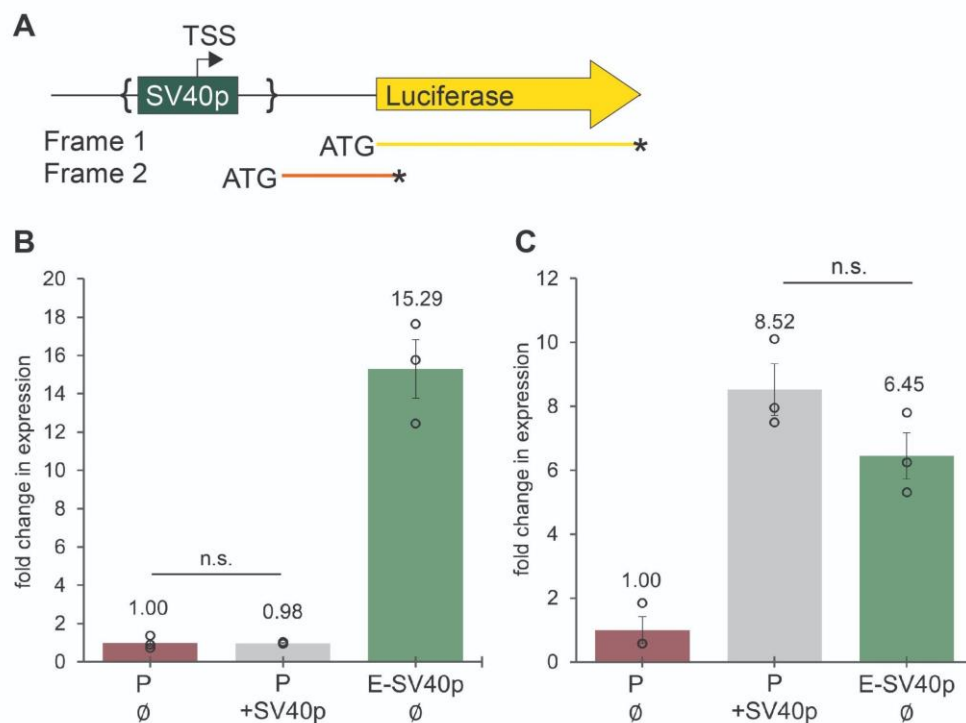 A
TSS
{ SV40p }
Luciferase
Frame 1
ATG
*
Frame 2
ATG
*
B
fold change in expression
20
18
16
14
12
10
8
6
4
2
0
n.s.
1.00
0.98
15.29
P
ø
P
+SV40p
E-SV40p
ø
C
fold change in expression
12
10
8
6
4
2
0
n.s.
1.00
8.52
6.45
P
ø
P
+SV40p
E-SV40p
ø